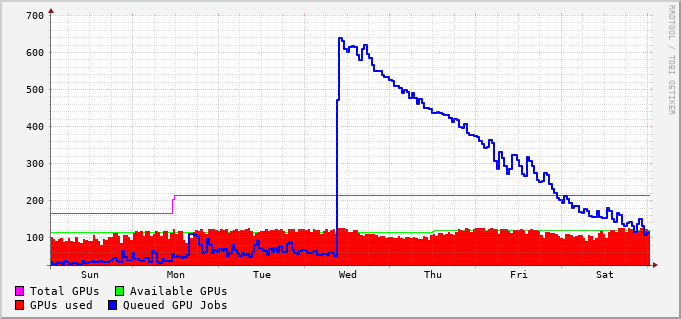 700
600
500
400
300
200
100
Sun Mon Tue Wed Thu Fri Sat
Total GPUs Available GPUs
GPUs used Queued GPU Jobs
RRDTOOL / TOBI OETIKER